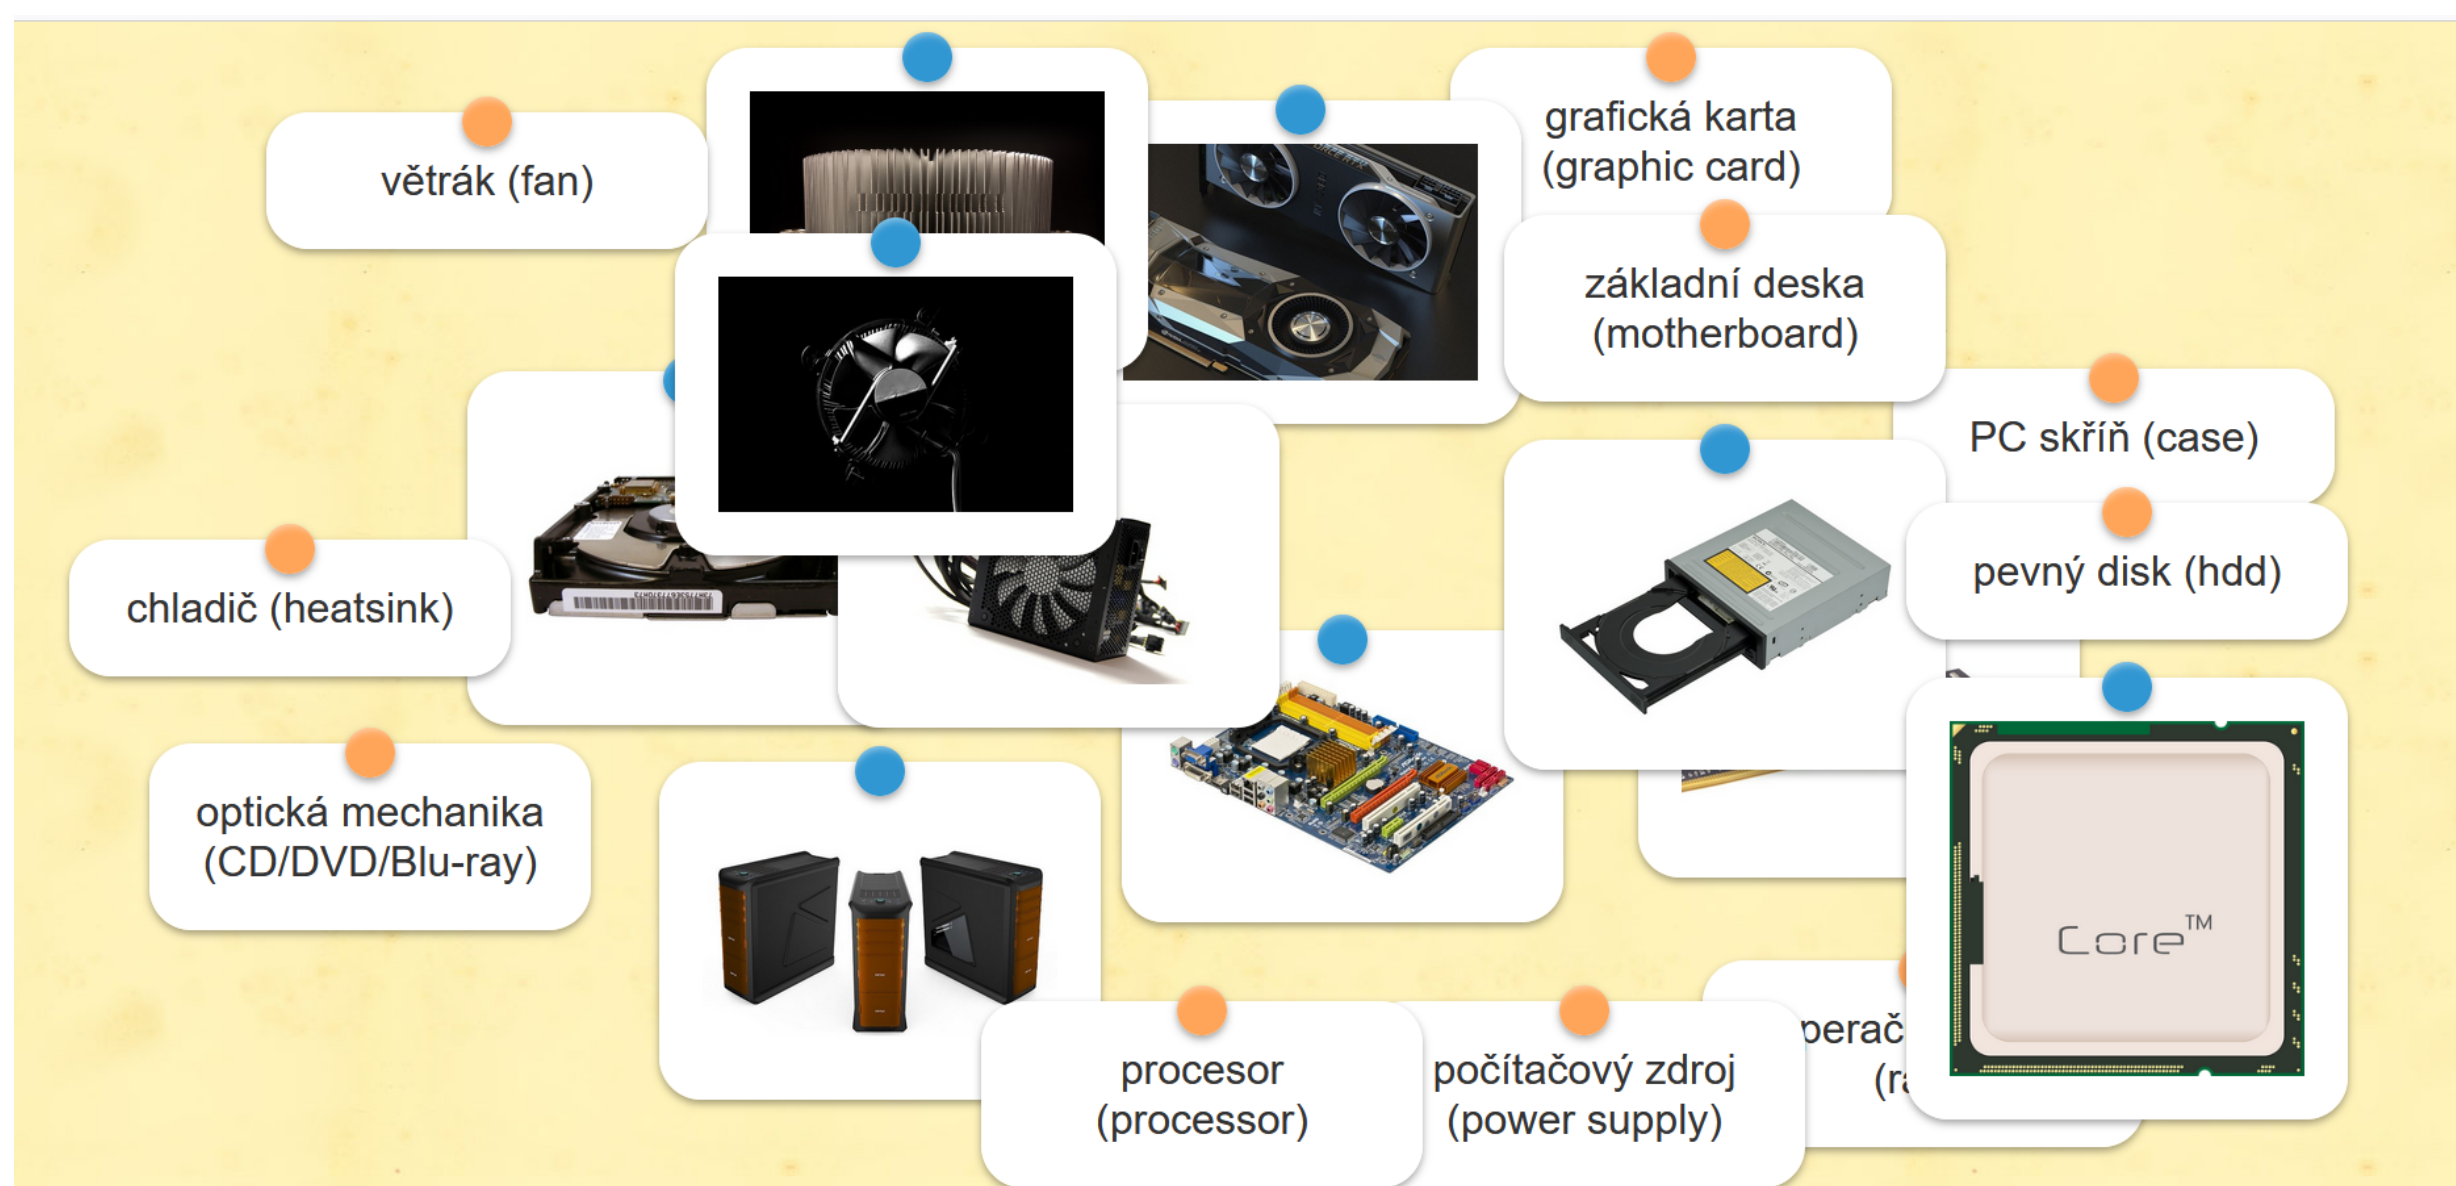 větrák (fan)
grafická karta
(graphic card)
základní deska
(motherboard)
PC skříň (case)
pevný disk (hdd)
chladič (heatsink)
optická mechanika
(CD/DVD/Blu-ray)
Core™
procesor
(processor)
počítačový zdroj
(power supply)